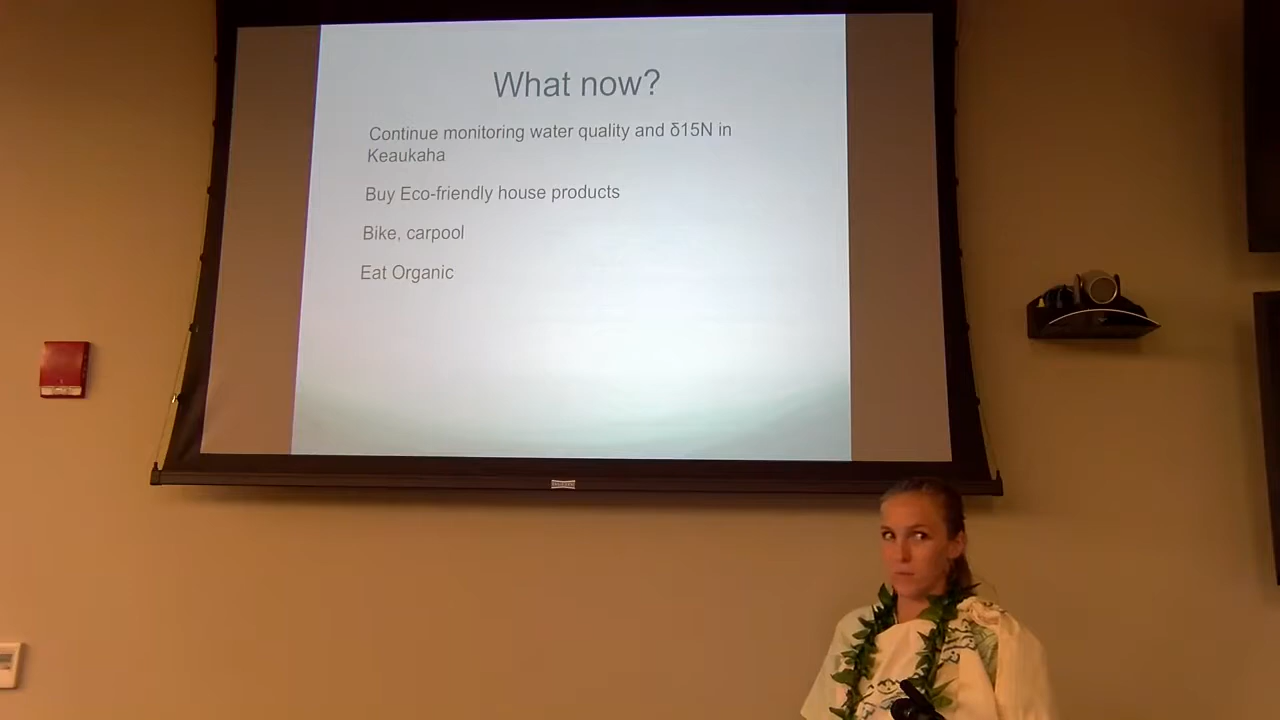 What now?
Continue monitoring water quality and δ15N in
Keaukaha
Buy Eco-friendly house products
Bike, carpool
Eat Organic